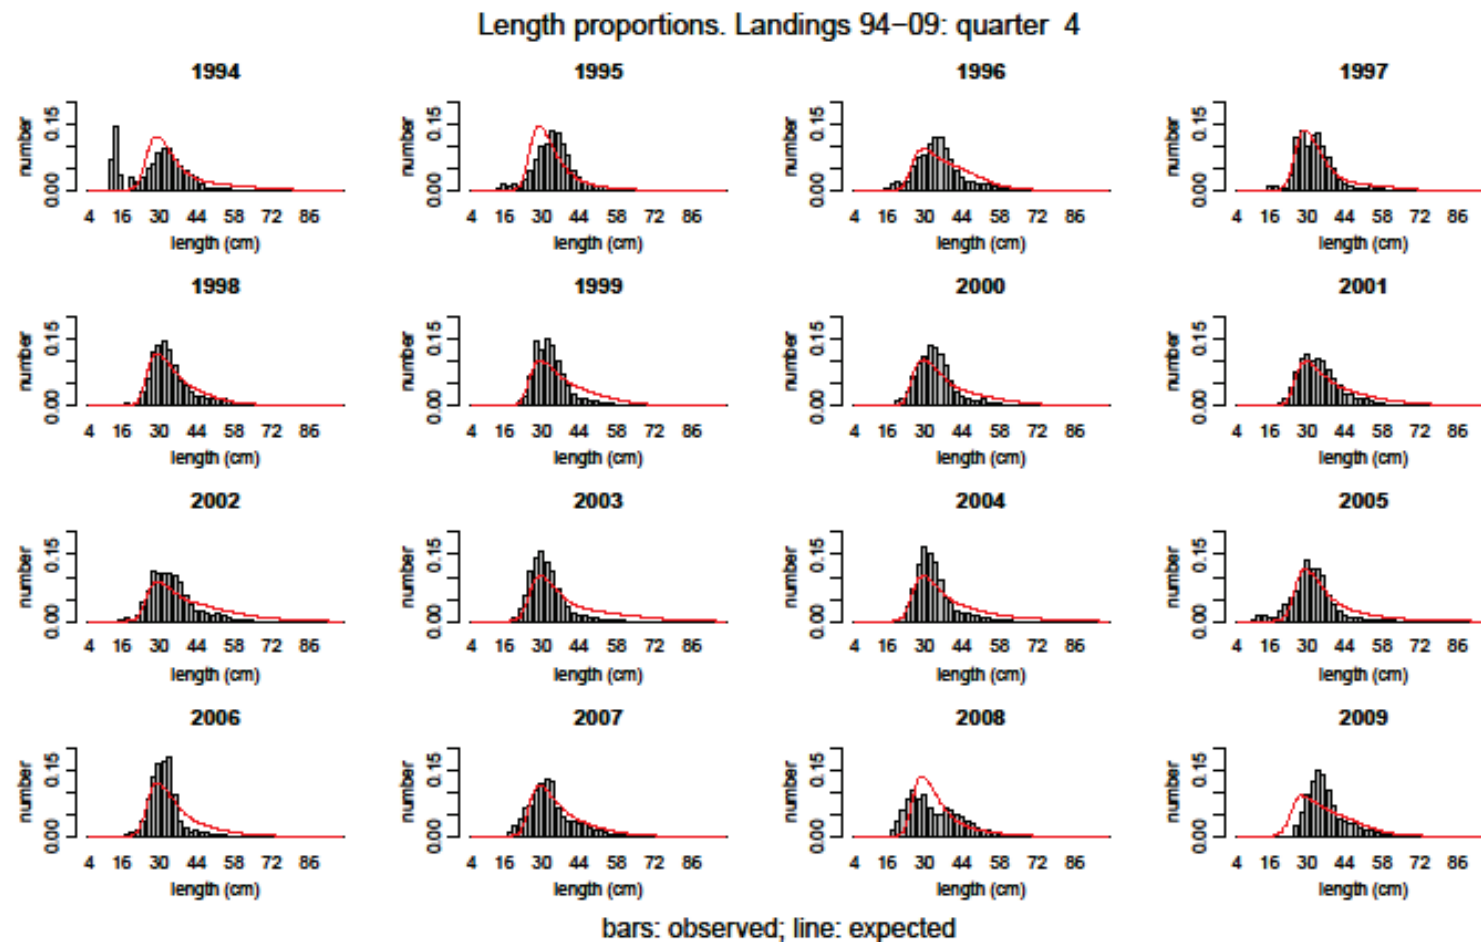 Length proportions. Landings 94−09: quarter 4
1994 1995 1996 1997
number 0.00 0.15 number 0.00 0.15 number 0.00 0.15 number 0.00 0.15
4 16 30 44 58 72 86 4 16 30 44 58 72 86 4 16 30 44 58 72 86 4 16 30 44 58 72 86
length (cm) length (cm) length (cm) length (cm)
1998 1999 2000 2001
number 0.00 0.15 number 0.00 0.15 number 0.00 0.15 number 0.00 0.15
4 16 30 44 58 72 86 4 16 30 44 58 72 86 4 16 30 44 58 72 86 4 16 30 44 58 72 86
length (cm) length (cm) length (cm) length (cm)
2002 2003 2004 2005
number 0.00 0.15 number 0.00 0.15 number 0.00 0.15 number 0.00 0.15
4 16 30 44 58 72 86 4 16 30 44 58 72 86 4 16 30 44 58 72 86 4 16 30 44 58 72 86
length (cm) length (cm) length (cm) length (cm)
2006 2007 2008 2009
number 0.00 0.15 number 0.00 0.15 number 0.00 0.15 number 0.00 0.15
4 16 30 44 58 72 86 4 16 30 44 58 72 86 4 16 30 44 58 72 86 4 16 30 44 58 72 86
length (cm) length (cm) length (cm) length (cm)
bars: observed; line: expected